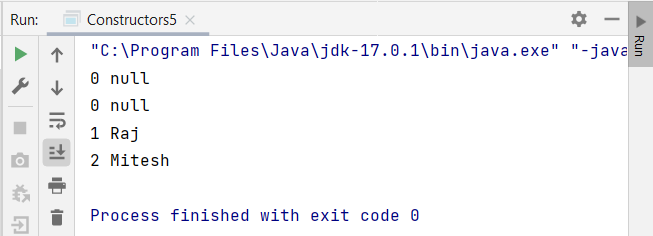 Run: Constructors5
"C:\Program Files\Java\jdk-17.0.1\bin\java.exe" "-java
0 null
0 null
1 Raj
2 Mitesh
Process finished with exit code 0
Run